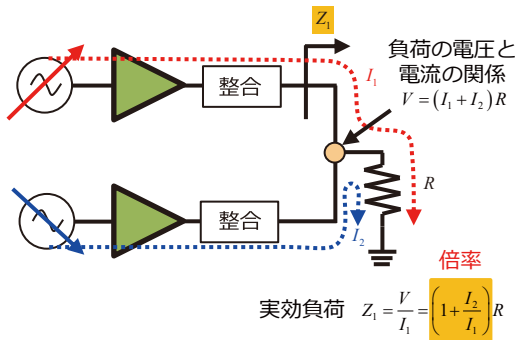 Z₁
負荷の電圧と
電流の関係
V = (I₁ + I₂)R
I₁
整合
R
整合
I₂
倍率
実効負荷 Z₁ = V/I₁ = (1 + I₂/I₁)R